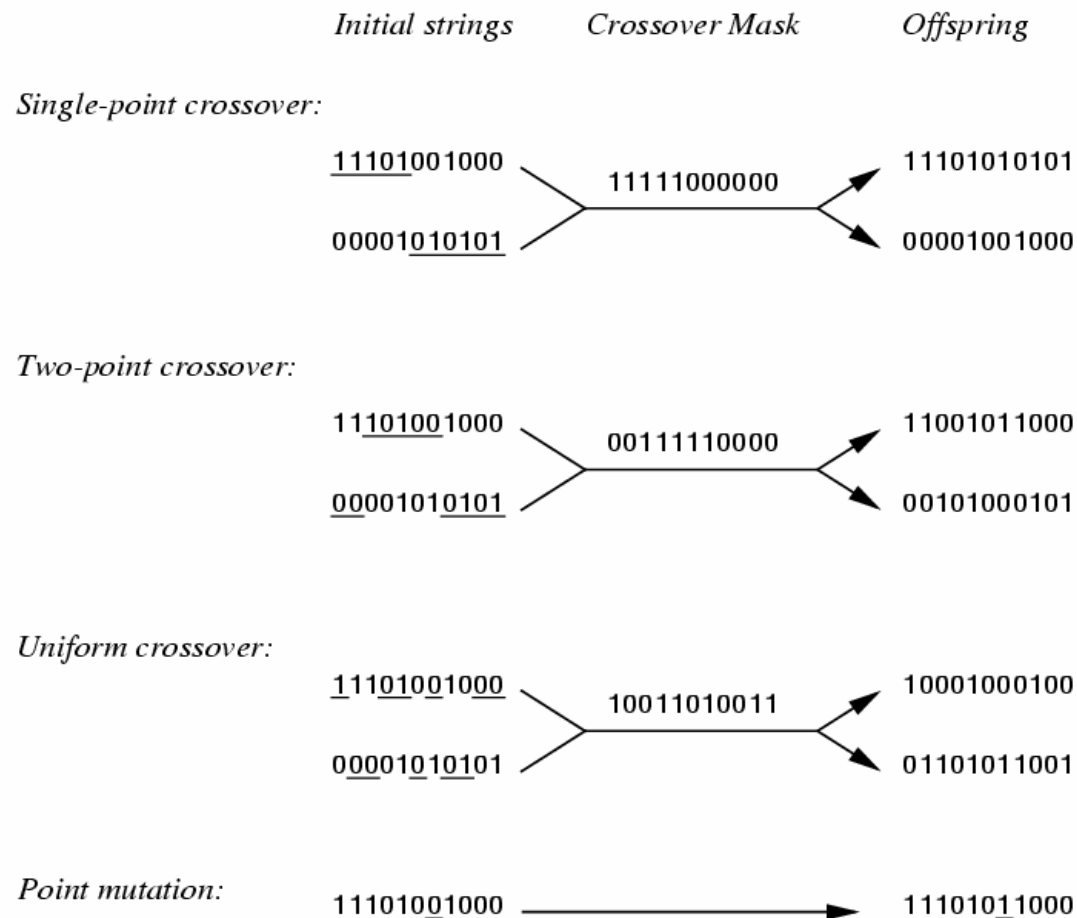 Initial strings Crossover Mask Offspring
Single-point crossover:
11101001000 11111000000 11101010101
00001010101 00001001000
Two-point crossover:
11101001000 00111110000 11001011000
00001010101 00101000101
Uniform crossover:
11101001000 10011010011 10001000100
00001010101 01101011001
Point mutation:
11101001000 11101011000